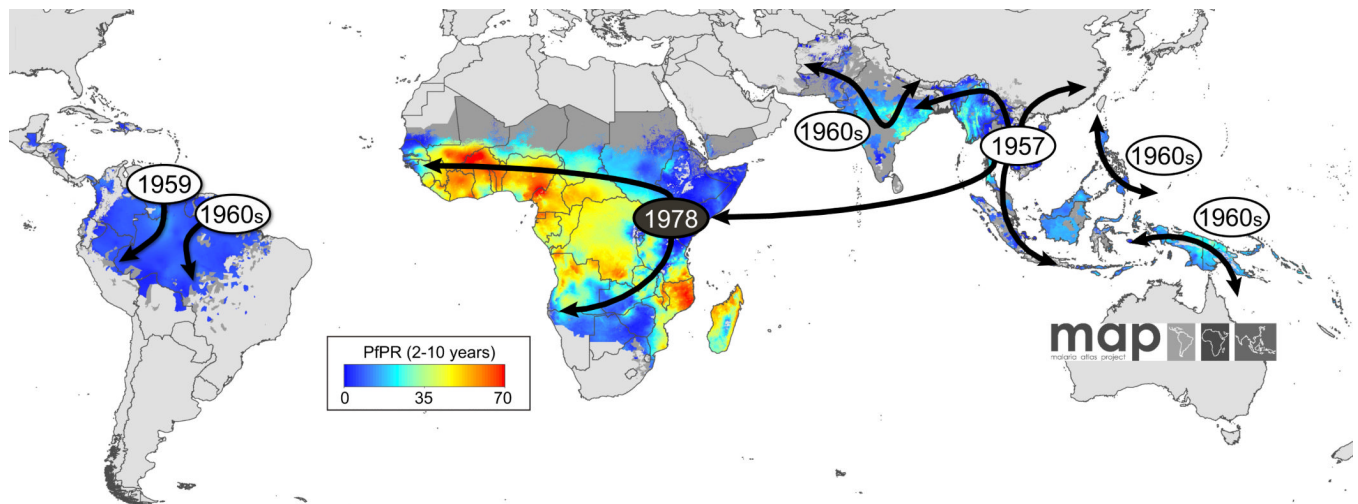 1959
1960s
1978
1960s
1957
1960s
1960s
PfPR (2-10 years)
0 35 70
map
malaria atlas project